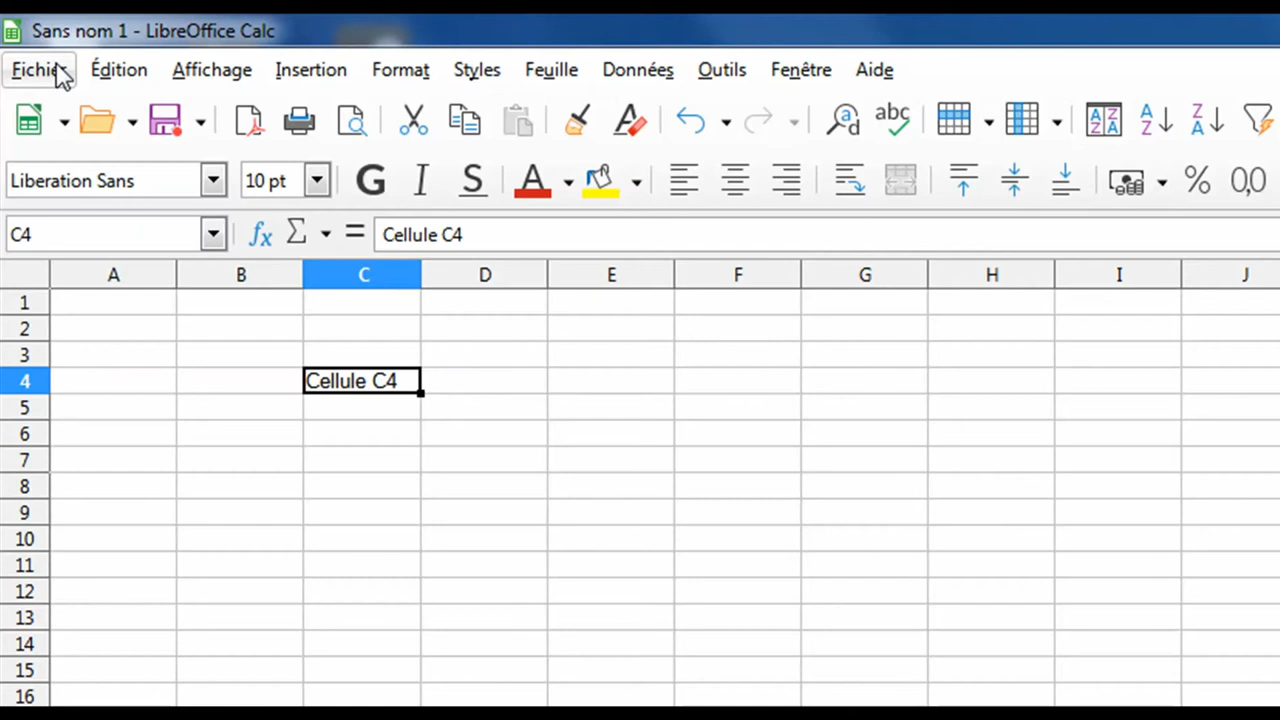 Sans nom 1 - LibreOffice Calc
Fichier Édition Affichage Insertion Format Styles Feuille Données Outils Fenêtre Aide
abc
Liberation Sans 10 pt G I S A % 0,0
C4 fx Σ = Cellule C4
A B C D E F G H I J
1
2
3
4 Cellule C4
5
6
7
8
9
10
11
12
13
14
15
16